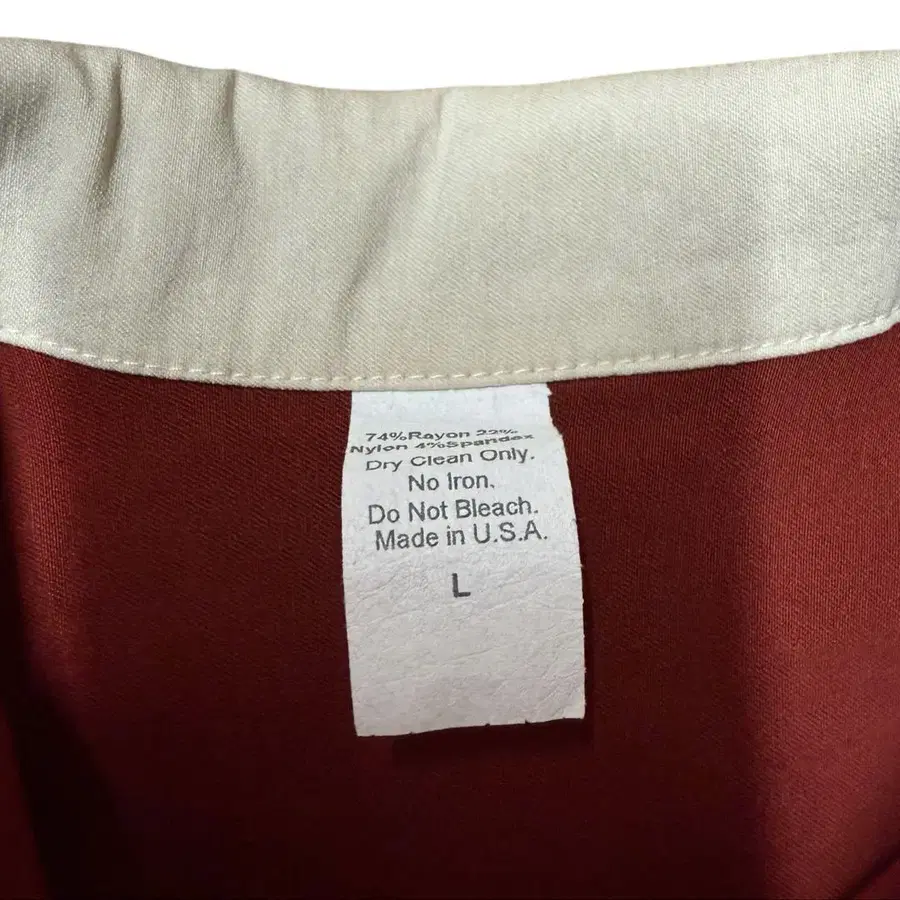 74%Rayon 22%
Nylon 4%Spandex
Dry Clean Only.
No Iron.
Do Not Bleach.
Made in U.S.A.
L